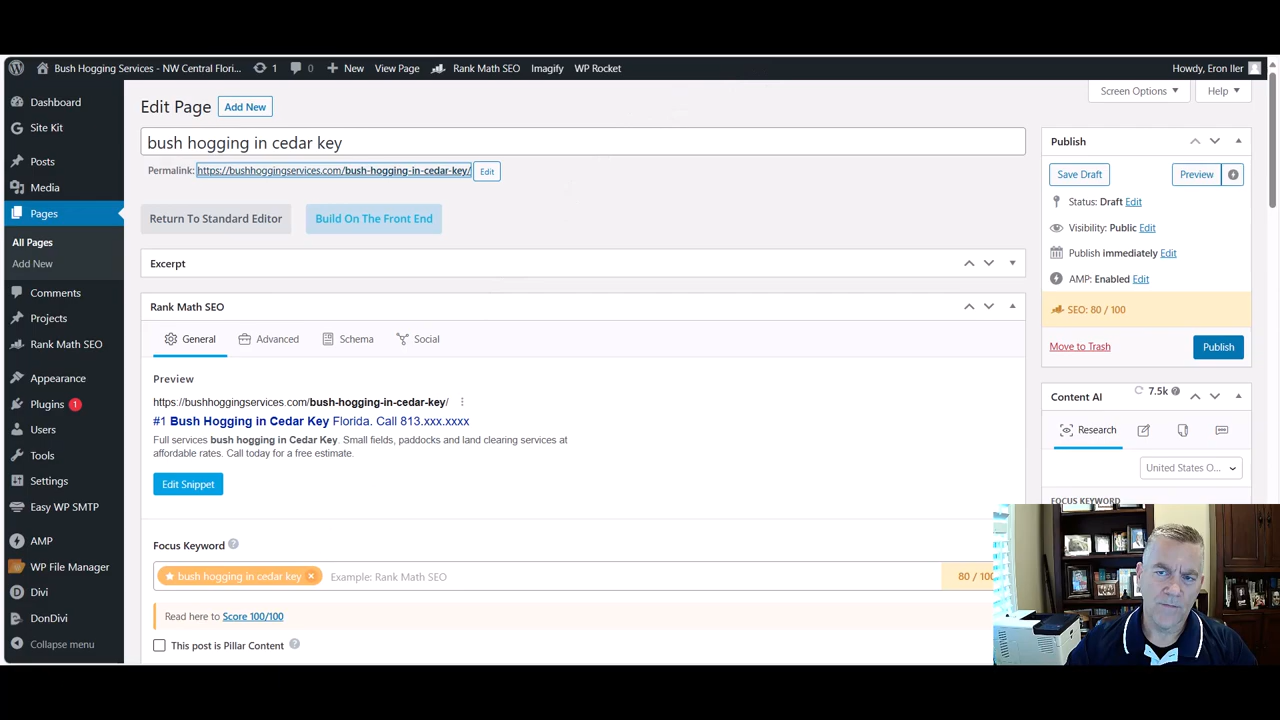 Bush Hogging Services - NW Central Flori... 1 0 New View Page Rank Math SEO Imagify WP Rocket Howdy, Eron Iler
Dashboard
Site Kit
Posts
Media
Pages
All Pages
Add New
Comments
Projects
Rank Math SEO
Appearance
Plugins 1
Users
Tools
Settings
Easy WP SMTP
AMP
WP File Manager
Divi
DonDivi
Collapse menu
Screen Options Help
Edit Page Add New
bush hogging in cedar key
Permalink: https://bushhoggingservices.com/bush-hogging-in-cedar-key/ Edit
Return To Standard Editor Build On The Front End
Excerpt
Rank Math SEO
General Advanced Schema Social
Preview
https://bushhoggingservices.com/bush-hogging-in-cedar-key/
#1 Bush Hogging in Cedar Key Florida. Call 813.xxx.xxxx
Full services bush hogging in Cedar Key. Small fields, paddocks and land clearing services at
affordable rates. Call today for a free estimate.
Edit Snippet
Focus Keyword
bush hogging in cedar key Example: Rank Math SEO 80 / 100
Read here to Score 100/100
This post is Pillar Content
Publish
Save Draft Preview
Status: Draft Edit
Visibility: Public Edit
Publish immediately Edit
AMP: Enabled Edit
SEO: 80 / 100
Move to Trash Publish
Content AI 7.5k
Research
United States O...
FOCUS KEYWORD